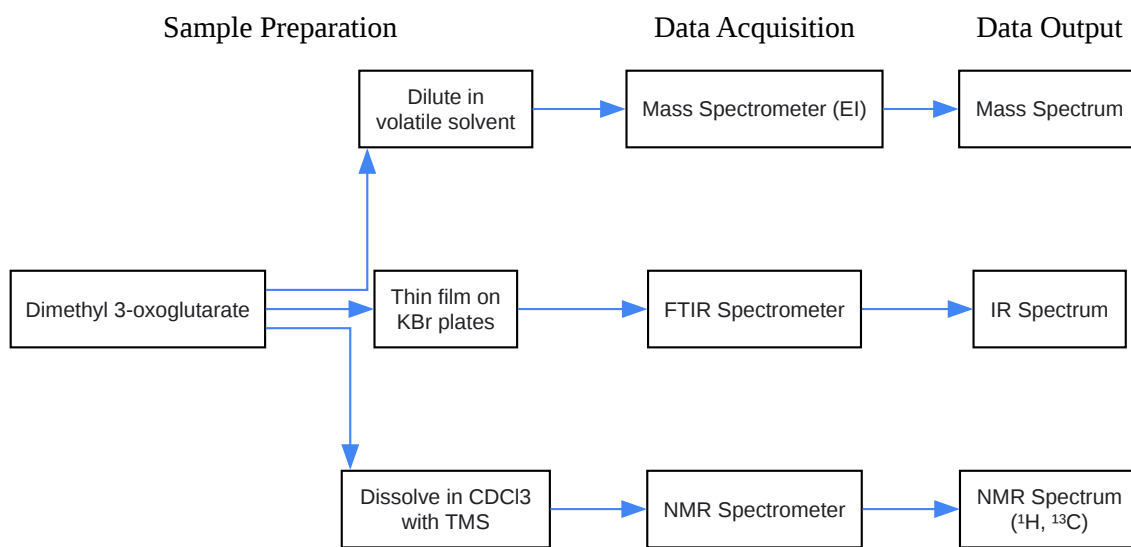 Sample Preparation
Data Acquisition
Data Output
Dilute in
volatile solvent
Mass Spectrometer (EI)
Mass Spectrum
Dimethyl 3-oxoglutarate
Thin film on
KBr plates
FTIR Spectrometer
IR Spectrum
Dissolve in CDCl3
with TMS
NMR Spectrometer
NMR Spectrum
(¹H, ¹³C)